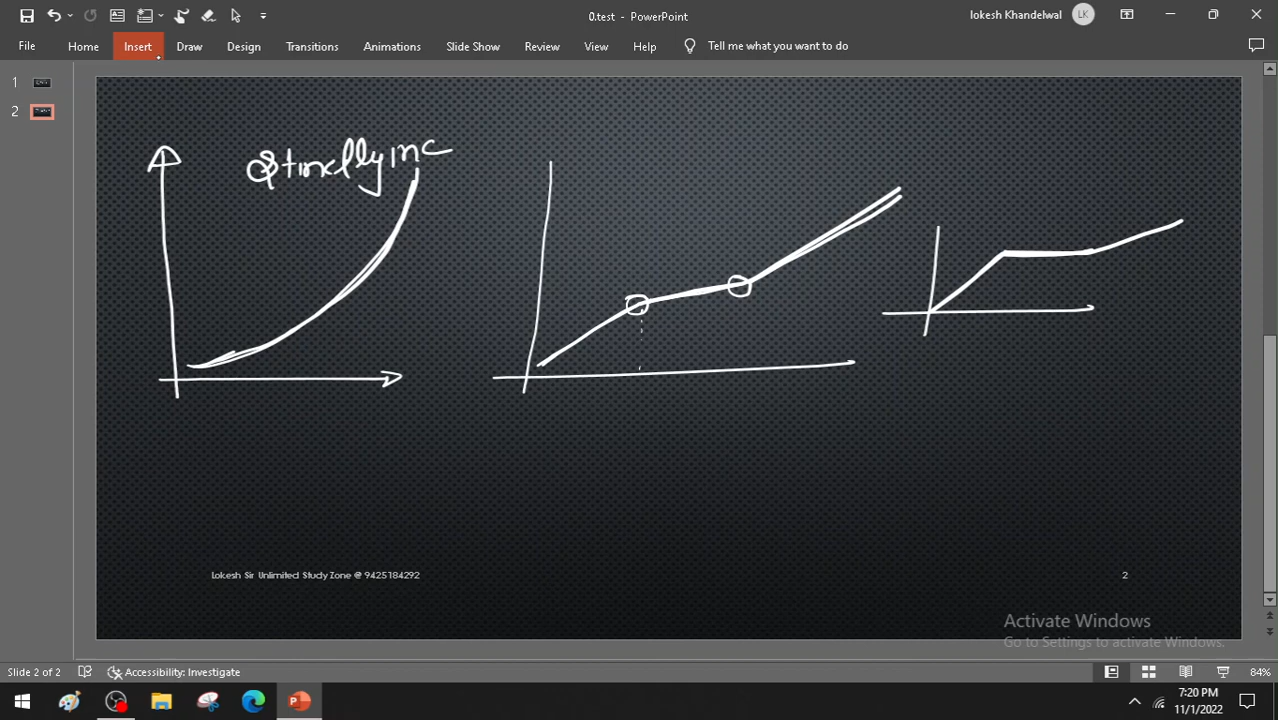 0.test - PowerPoint
lokesh Khandelwal
LK
File Home Insert Draw Design Transitions Animations Slide Show Review View Help Tell me what you want to do
1
2
inc
Lokesh Sir Unlimited Study Zone @ 9425184292
2
Activate Windows
Go to Settings to activate Windows.
Slide 2 of 2 Accessibility: Investigate 84%
7:20 PM
11/1/2022